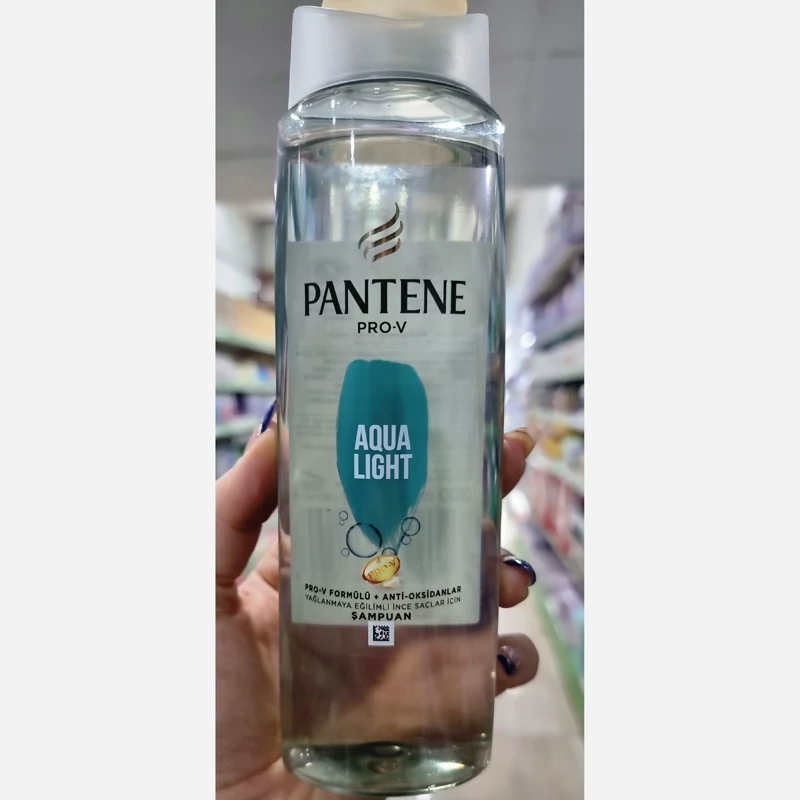 PANTENE
PRO-V
AQUA
LIGHT
PRO-V FORMÜLÜ + ANTİ-OKSİDANLAR
YAĞLANMAYA EĞİLİMLİ İNCE SAÇLAR İÇİN
ŞAMPUAN